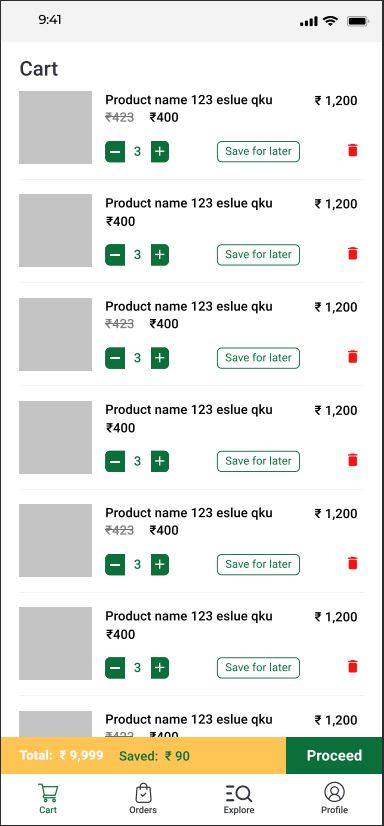 9:41
Cart
Product name 123 eslue qku ₹ 1,200
₹423 ₹400
3 Save for later
Product name 123 eslue qku ₹ 1,200
₹400
3 Save for later
Product name 123 eslue qku ₹ 1,200
₹423 ₹400
3 Save for later
Product name 123 eslue qku ₹ 1,200
₹400
3 Save for later
Product name 123 eslue qku ₹ 1,200
₹423 ₹400
3 Save for later
Product name 123 eslue qku ₹ 1,200
₹400
3 Save for later
Product name 123 eslue qku ₹ 1,200
₹423 ₹400
Total: ₹ 9,999 Saved: ₹ 90 Proceed
Cart Orders Explore Profile